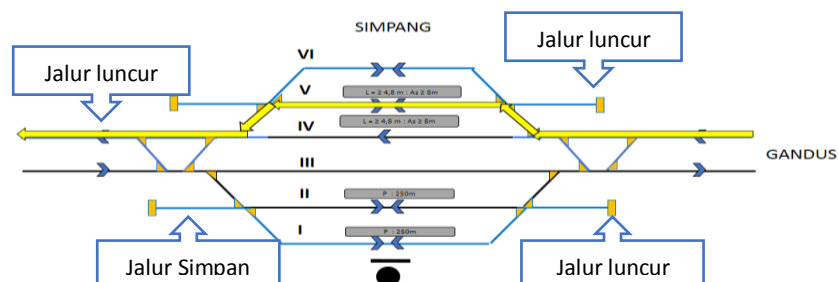 SIMPANG
Jalur luncur
Jalur luncur
VI
V
L = ≥ 4,8 m : As ≥ 8m
IV
L = ≥ 4,8 m : As ≥ 8m
III
GANDUS
II
P : 250m
I
P : 250m
Jalur Simpan
Jalur luncur